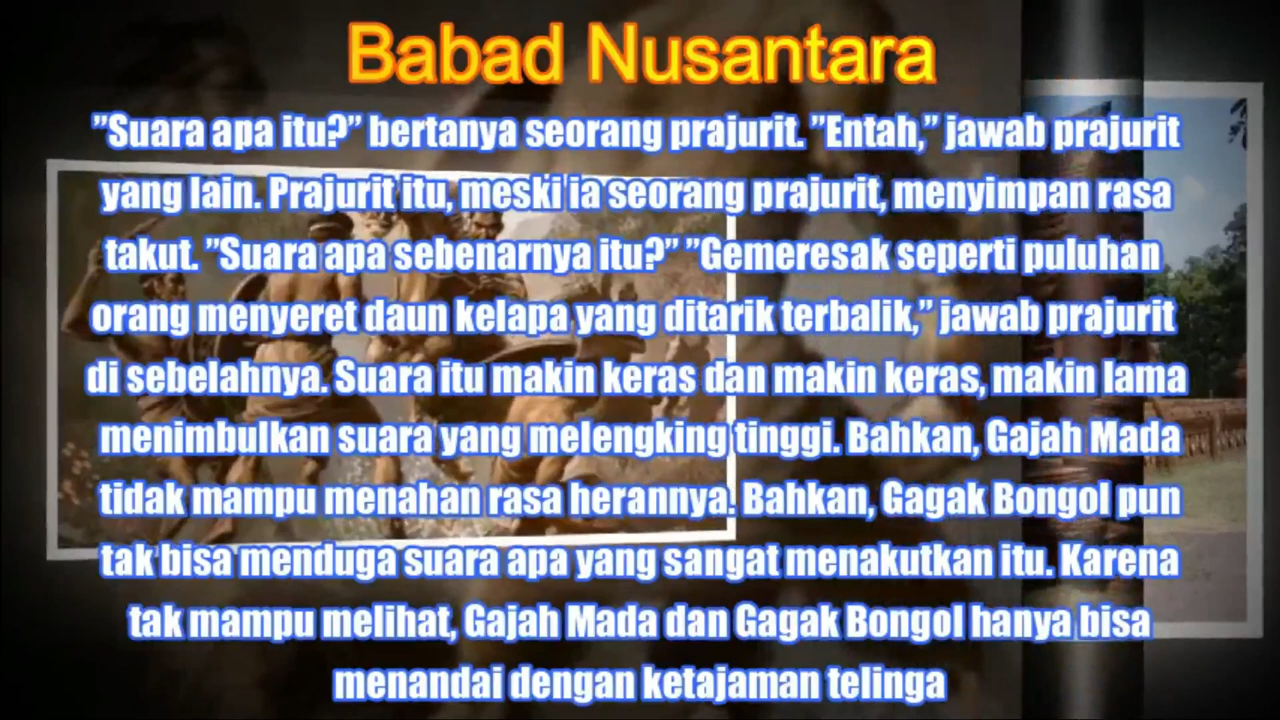 Babad Nusantara
”Suara apa itu?” bertanya seorang prajurit. ”Entah,” jawab prajurit
yang lain. Prajurit itu, meski ia seorang prajurit, menyimpan rasa
takut. ”Suara apa sebenarnya itu?” ”Gemeresak seperti puluhan
orang menyeret daun kelapa yang ditarik terbalik,” jawab prajurit
di sebelahnya. Suara itu makin keras dan makin keras, makin lama
menimbulkan suara yang melengking tinggi. Bahkan, Gajah Mada
tidak mampu menahan rasa herannya. Bahkan, Gagak Bongol pun
tak bisa menduga suara apa yang sangat menakutkan itu. Karena
tak mampu melihat, Gajah Mada dan Gagak Bongol hanya bisa
menandai dengan ketajaman telinga